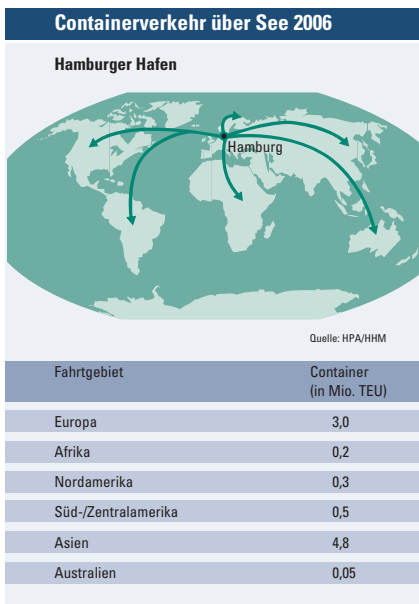 Containerverkehr über See 2006
Hamburger Hafen
Hamburg
Quelle: HPA/HHM
Fahrtgebiet Container
(in Mio. TEU)
Europa 3,0
Afrika 0,2
Nordamerika 0,3
Süd-/Zentralamerika 0,5
Asien 4,8
Australien 0,05